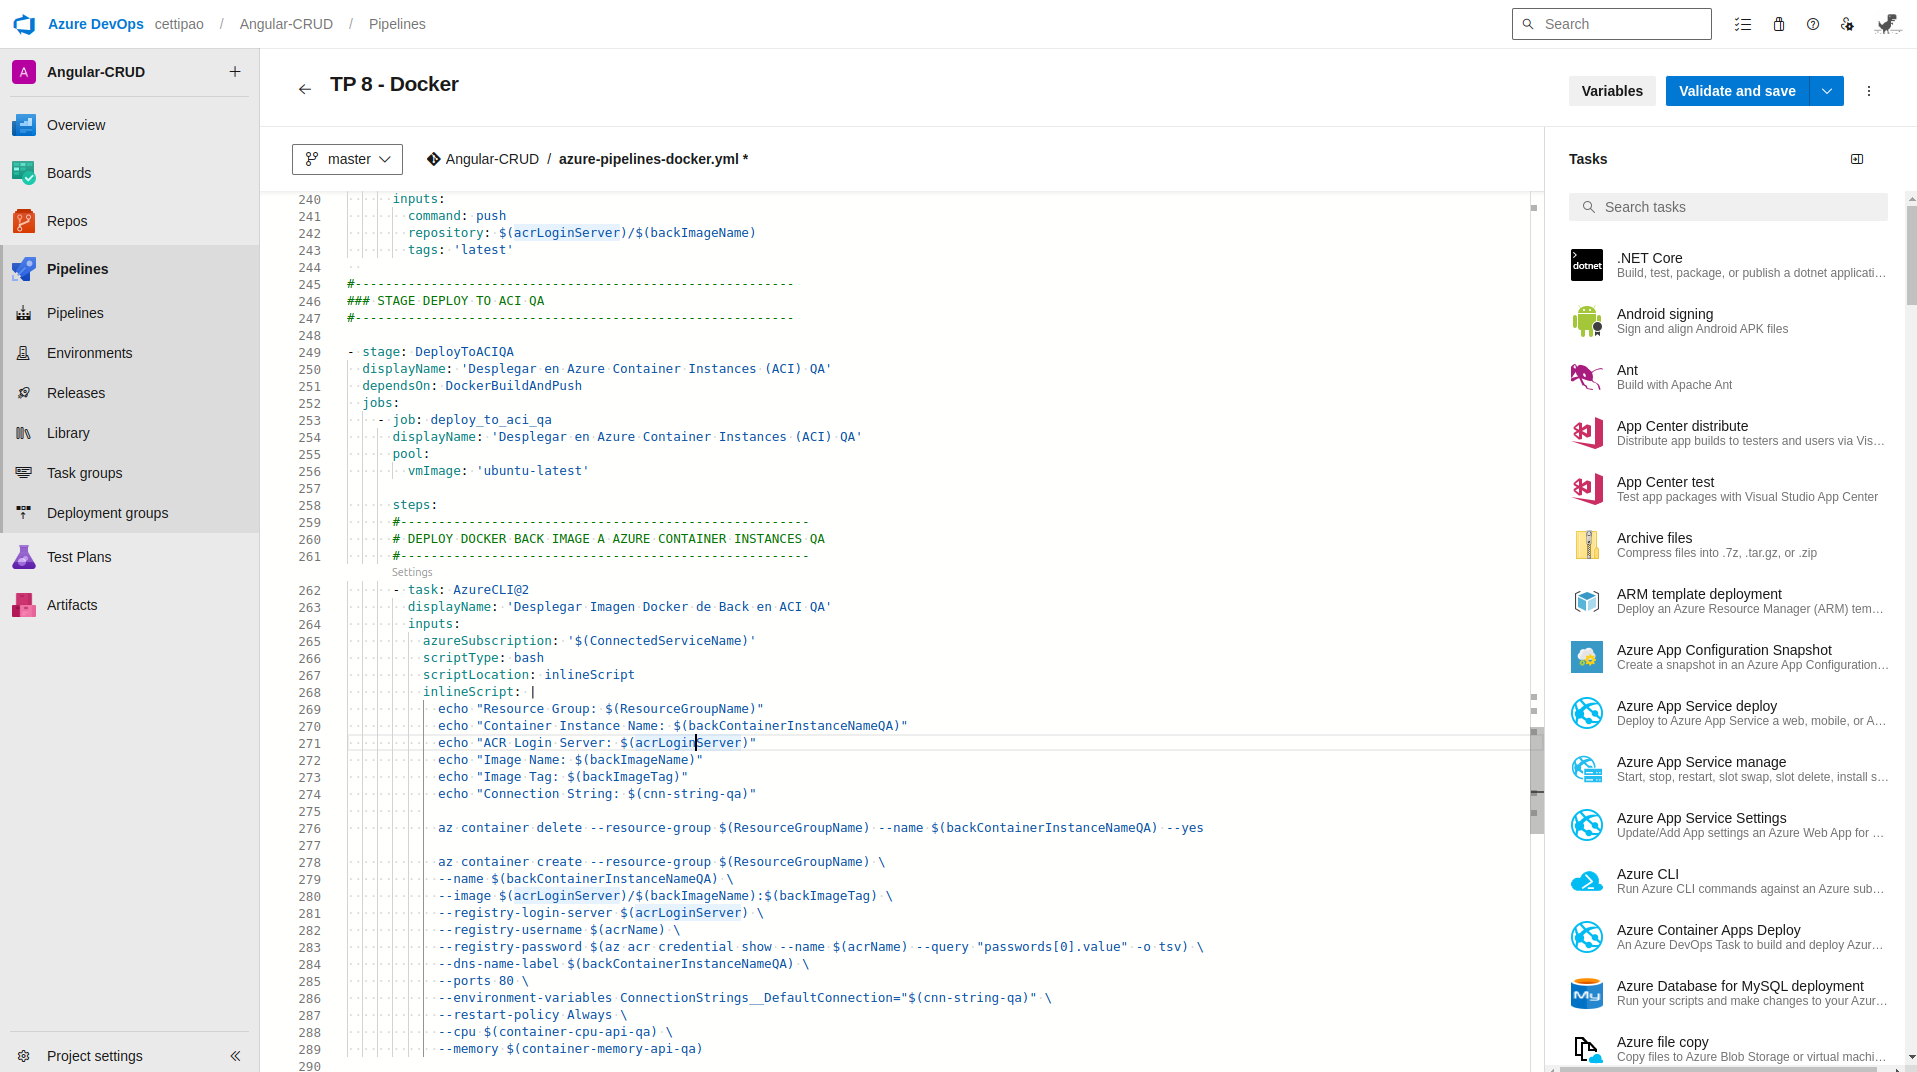 Azure DevOps cettipao / Angular-CRUD / Pipelines
Search
A Angular-CRUD +
Overview
Boards
Repos
Pipelines
Pipelines
Environments
Releases
Library
Task groups
Deployment groups
Test Plans
Artifacts
Project settings
TP 8 - Docker
Variables
Validate and save
master
Angular-CRUD / azure-pipelines-docker.yml *
240 inputs:
241 command: push
242 repository: $(acrLoginServer)/$(backImageName)
243 tags: 'latest'
244
245 #----------------------------------------------------------
246 ### STAGE DEPLOY TO ACI QA
247 #----------------------------------------------------------
248
249 - stage: DeployToACIQA
250 displayName: 'Desplegar en Azure Container Instances (ACI) QA'
251 dependsOn: DockerBuildAndPush
252 jobs:
253 - job: deploy_to_aci_qa
254 displayName: 'Desplegar en Azure Container Instances (ACI) QA'
255 pool:
256 vmImage: 'ubuntu-latest'
257
258 steps:
259 #------------------------------------------------------
260 # DEPLOY DOCKER BACK IMAGE A AZURE CONTAINER INSTANCES QA
261 #------------------------------------------------------
Settings
262 - task: AzureCLI@2
263 displayName: 'Desplegar Imagen Docker de Back en ACI QA'
264 inputs:
265 azureSubscription: '$(ConnectedServiceName)'
266 scriptType: bash
267 scriptLocation: inlineScript
268 inlineScript: |
269 echo "Resource Group: $(ResourceGroupName)"
270 echo "Container Instance Name: $(backContainerInstanceNameQA)"
271 echo "ACR Login Server: $(acrLoginServer)"
272 echo "Image Name: $(backImageName)"
273 echo "Image Tag: $(backImageTag)"
274 echo "Connection String: $(cnn-string-qa)"
275
276 az container delete --resource-group $(ResourceGroupName) --name $(backContainerInstanceNameQA) --yes
277
278 az container create --resource-group $(ResourceGroupName) \
279 --name $(backContainerInstanceNameQA) \
280 --image $(acrLoginServer)/$(backImageName):$(backImageTag) \
281 --registry-login-server $(acrLoginServer) \
282 --registry-username $(acrName) \
283 --registry-password $(az acr credential show --name $(acrName) --query "passwords[0].value" -o tsv) \
284 --dns-name-label $(backContainerInstanceNameQA) \
285 --ports 80 \
286 --environment-variables ConnectionStrings__DefaultConnection="$(cnn-string-qa)" \
287 --restart-policy Always \
288 --cpu $(container-cpu-api-qa) \
289 --memory $(container-memory-api-qa)
290
Tasks
Search tasks
dotnet
.NET Core
Build, test, package, or publish a dotnet applicati...
Android signing
Sign and align Android APK files
Ant
Build with Apache Ant
App Center distribute
Distribute app builds to testers and users via Vis...
App Center test
Test app packages with Visual Studio App Center
Archive files
Compress files into .7z, .tar.gz, or .zip
ARM template deployment
Deploy an Azure Resource Manager (ARM) tem...
Azure App Configuration Snapshot
Create a snapshot in an Azure App Configuration...
Azure App Service deploy
Deploy to Azure App Service a web, mobile, or A...
Azure App Service manage
Start, stop, restart, slot swap, slot delete, install s...
Azure App Service Settings
Update/Add App settings an Azure Web App for ...
Azure CLI
Run Azure CLI commands against an Azure sub...
Azure Container Apps Deploy
An Azure DevOps Task to build and deploy Azur...
My
Azure Database for MySQL deployment
Run your scripts and make changes to your Azur...
Azure file copy
Copy files to Azure Blob Storage or virtual machi...